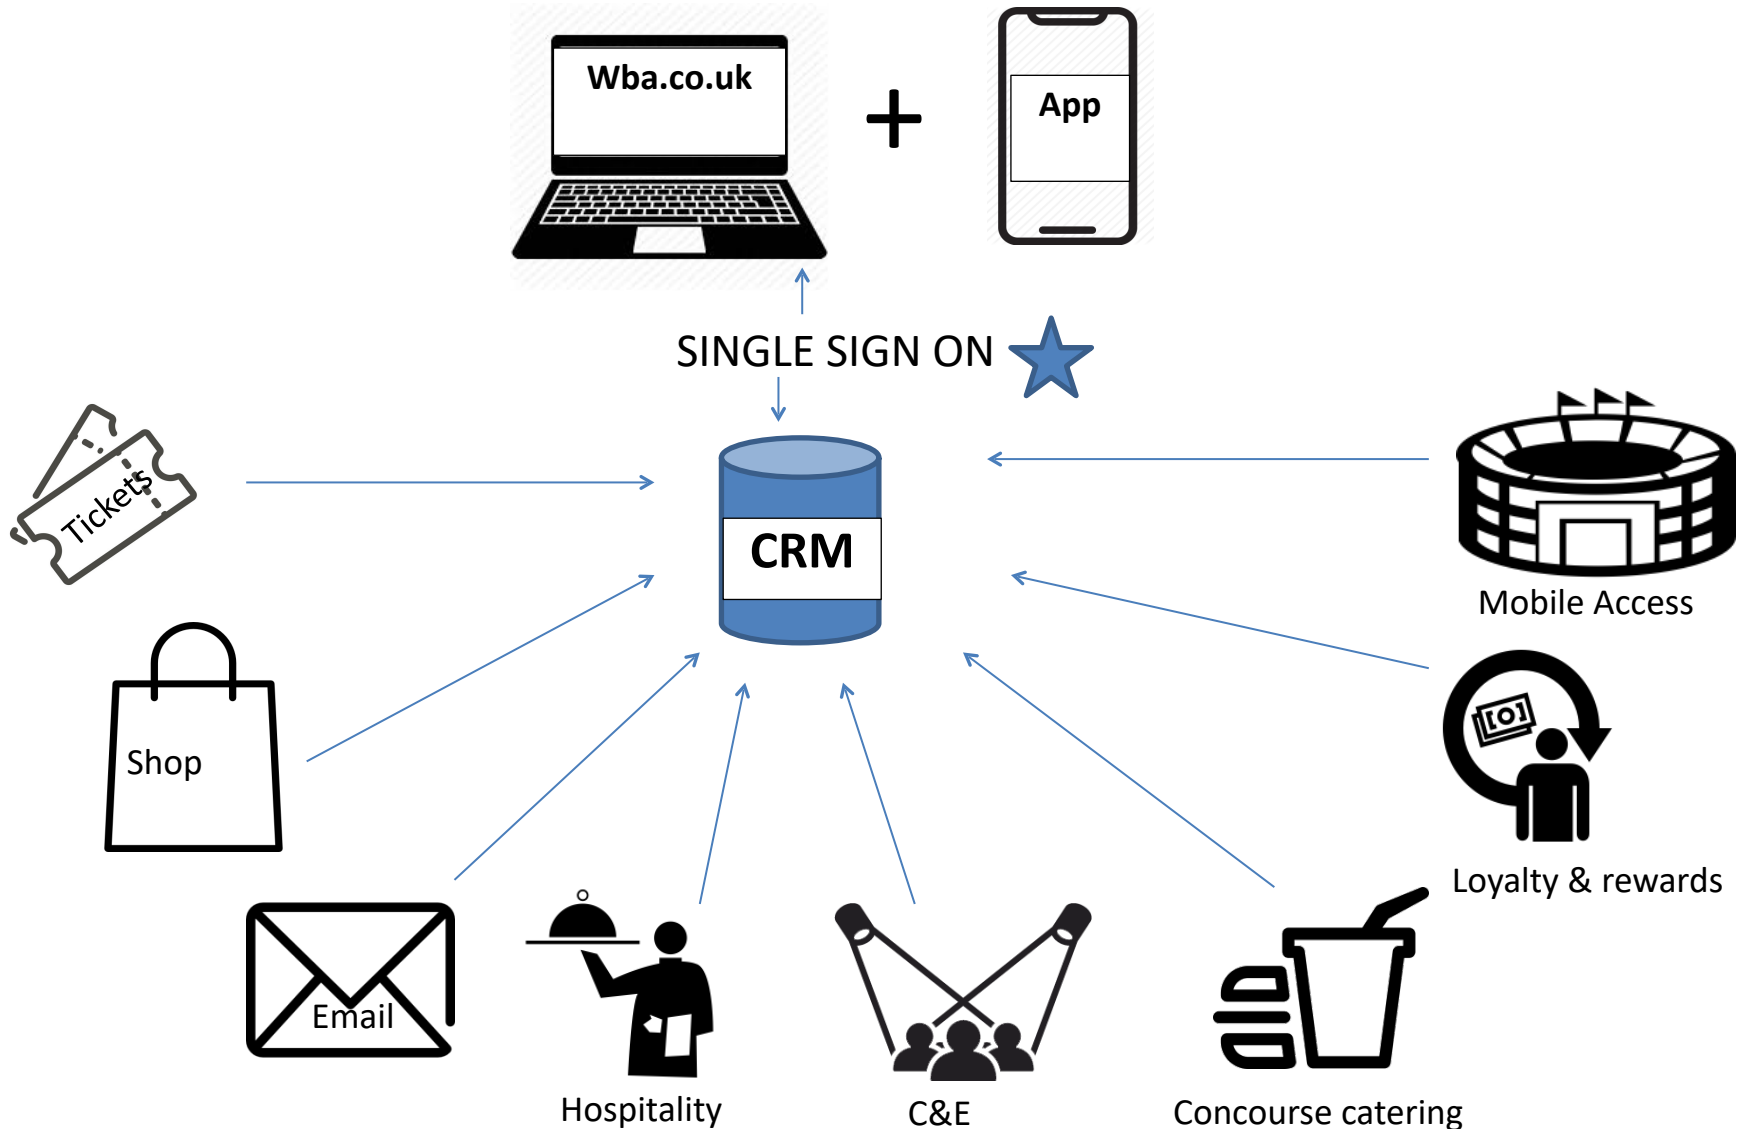 Wba.co.uk
App
SINGLE SIGN ON
Tickets
CRM
Mobile Access
Shop
Loyalty & rewards
Email
Hospitality
C&E
Concourse catering